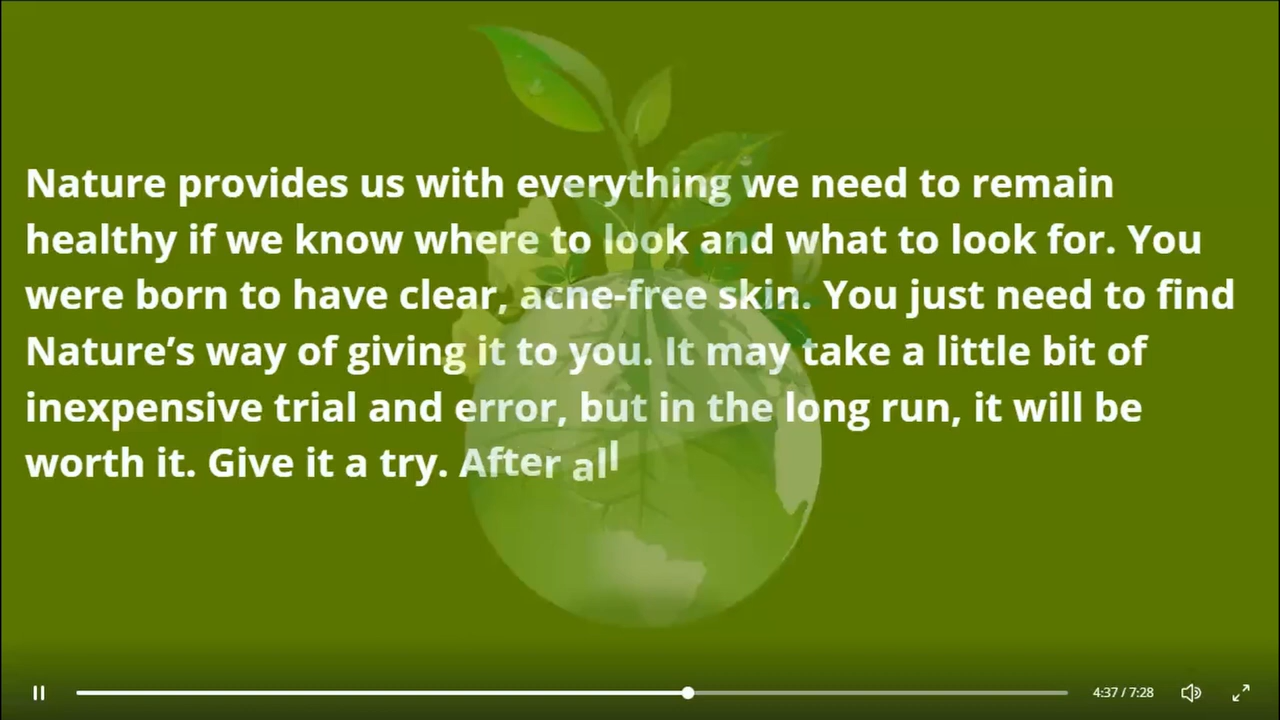 Nature provides us with everything we need to remain
healthy if we know where to look and what to look for. You
were born to have clear, acne-free skin. You just need to find
Nature’s way of giving it to you. It may take a little bit of
inexpensive trial and error, but in the long run, it will be
worth it. Give it a try. After all
4:37 / 7:28